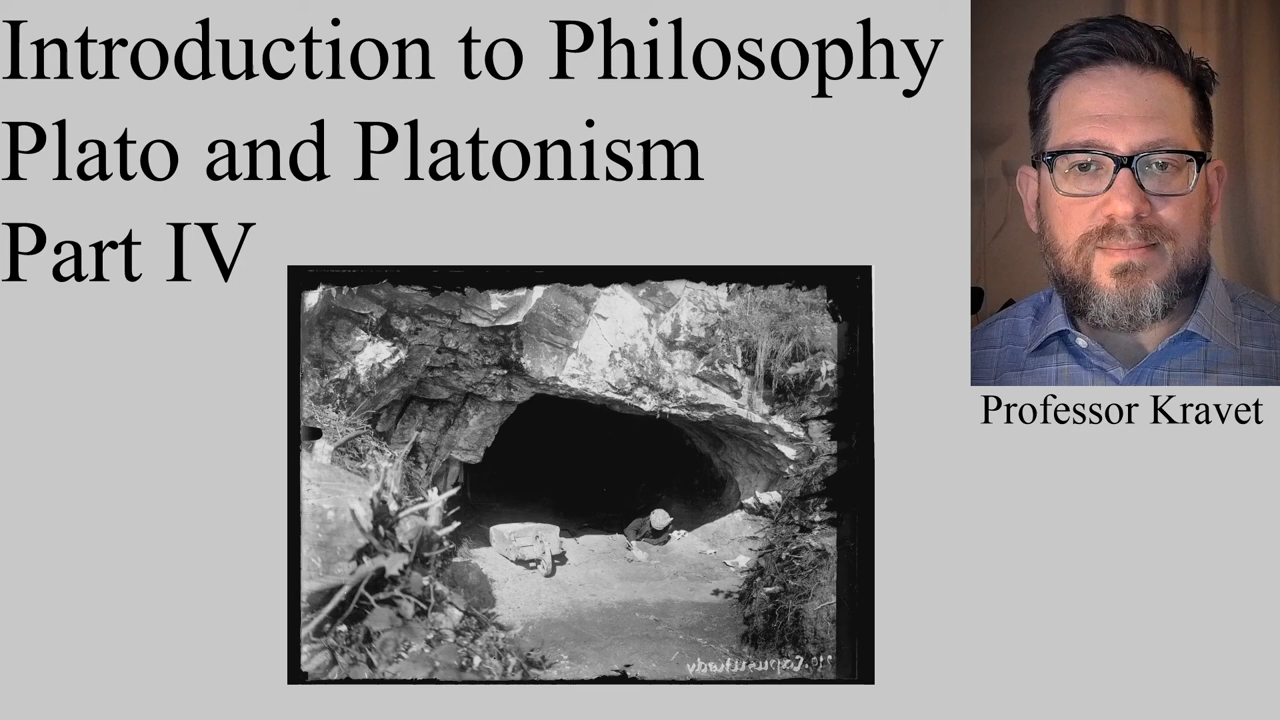 Introduction to Philosophy
Plato and Platonism
Part IV
Professor Kravet